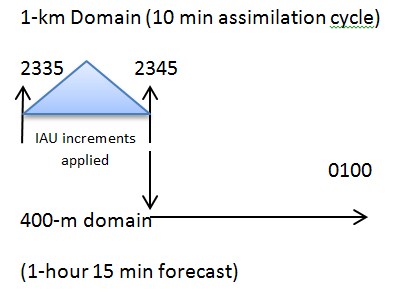 1-km Domain (10 min assimilation cycle)
2335 2345
IAU increments
applied
0100
400-m domain
(1-hour 15 min forecast)